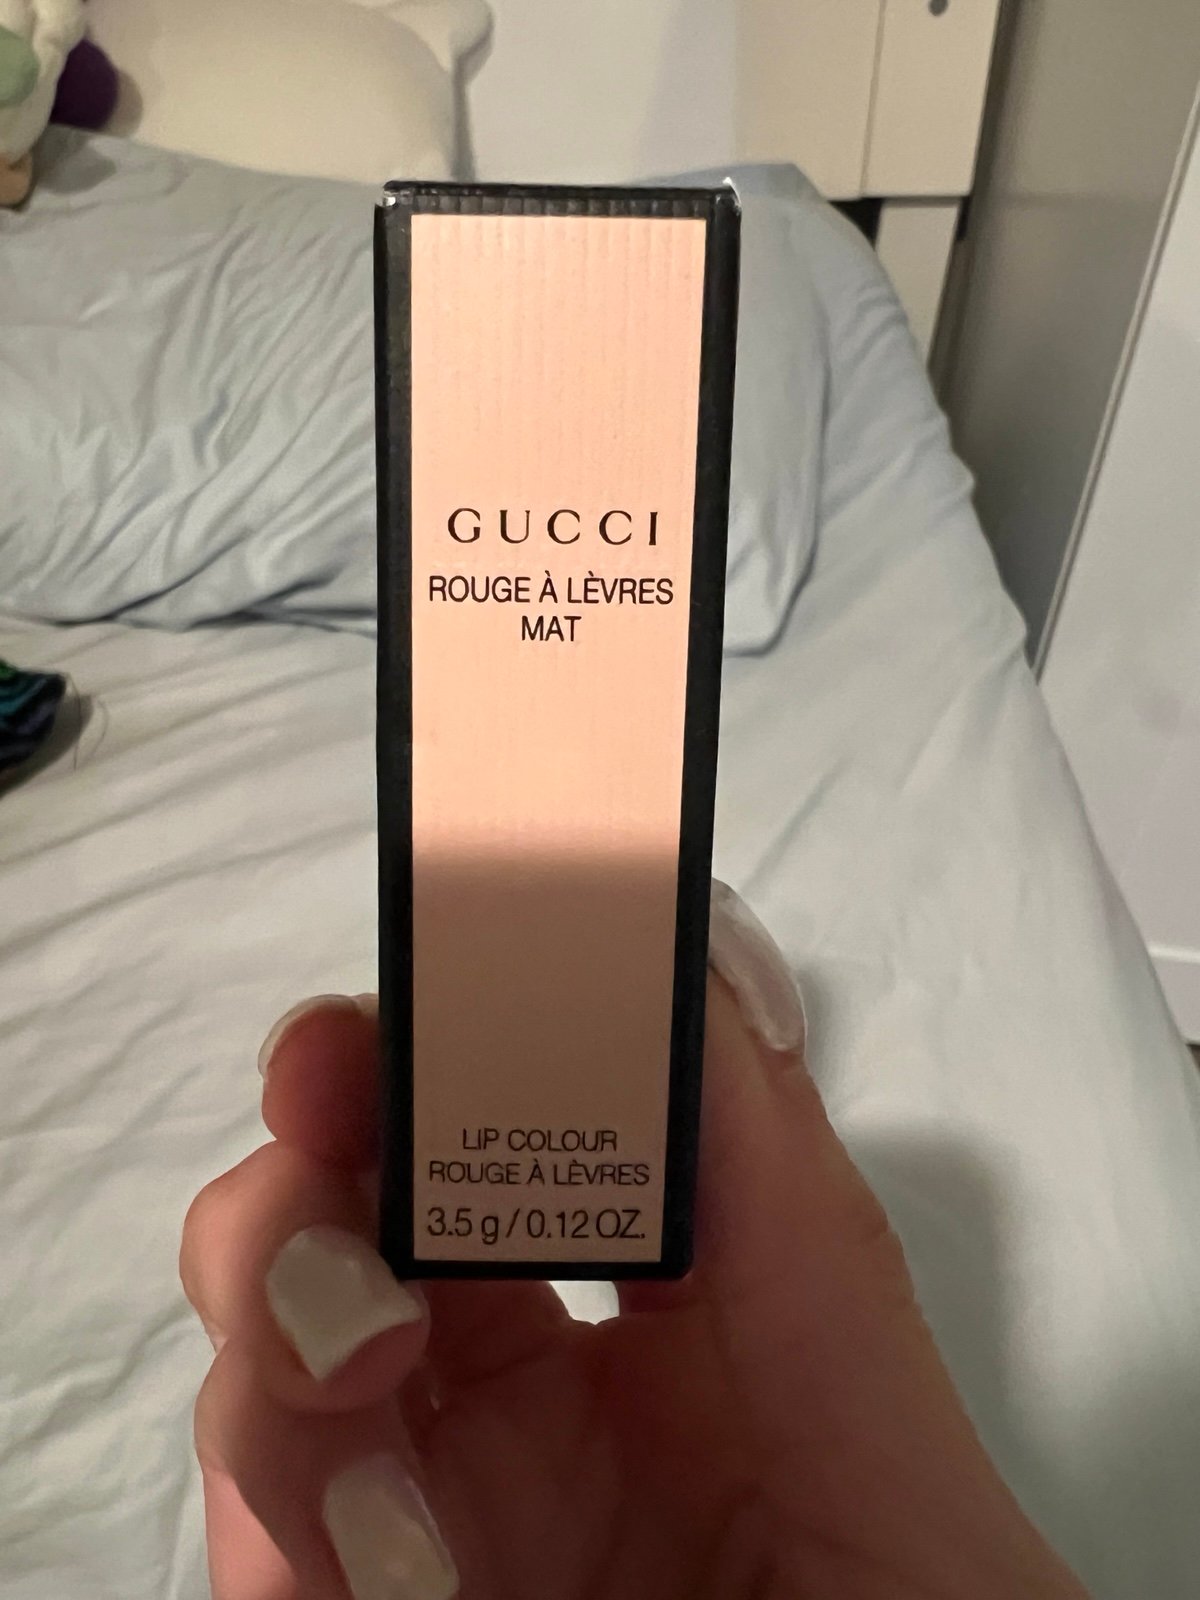 GUCCI
ROUGE À LÈVRES
MAT
LIP COLOUR
ROUGE À LÈVRES
3.5 g / 0.12 OZ.